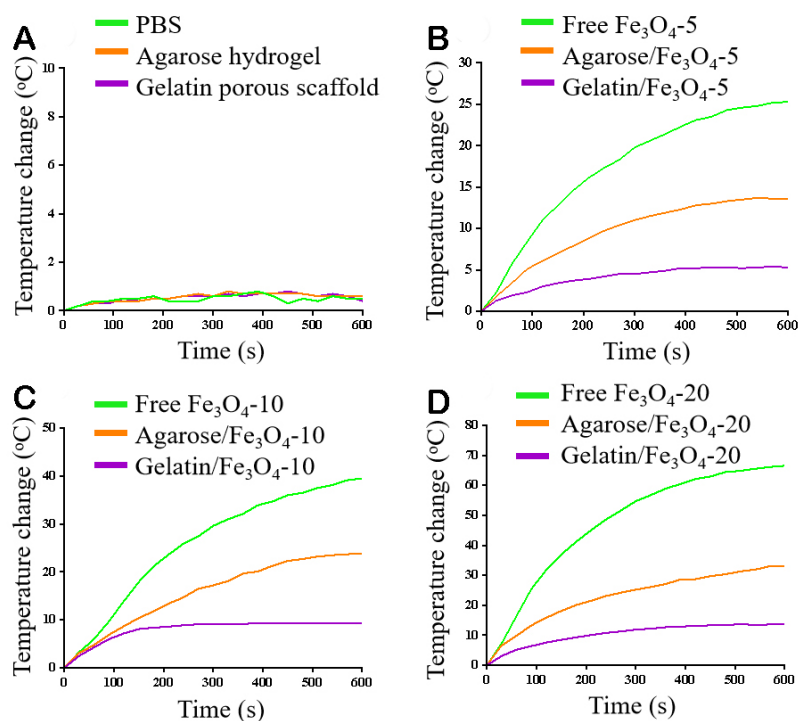 A
PBS
Agarose hydrogel
Gelatin porous scaffold
Temperature change (°C)
10
8
6
4
2
0
0 100 200 300 400 500 600
Time (s)
B
Free Fe₃O₄-5
Agarose/Fe₃O₄-5
Gelatin/Fe₃O₄-5
Temperature change (°C)
30
25
20
15
10
5
0
0 100 200 300 400 500 600
Time (s)
C
Free Fe₃O₄-10
Agarose/Fe₃O₄-10
Gelatin/Fe₃O₄-10
Temperature change (°C)
50
40
30
20
10
0
0 100 200 300 400 500 600
Time (s)
D
Free Fe₃O₄-20
Agarose/Fe₃O₄-20
Gelatin/Fe₃O₄-20
Temperature change (°C)
80
70
60
50
40
30
20
10
0
0 100 200 300 400 500 600
Time (s)